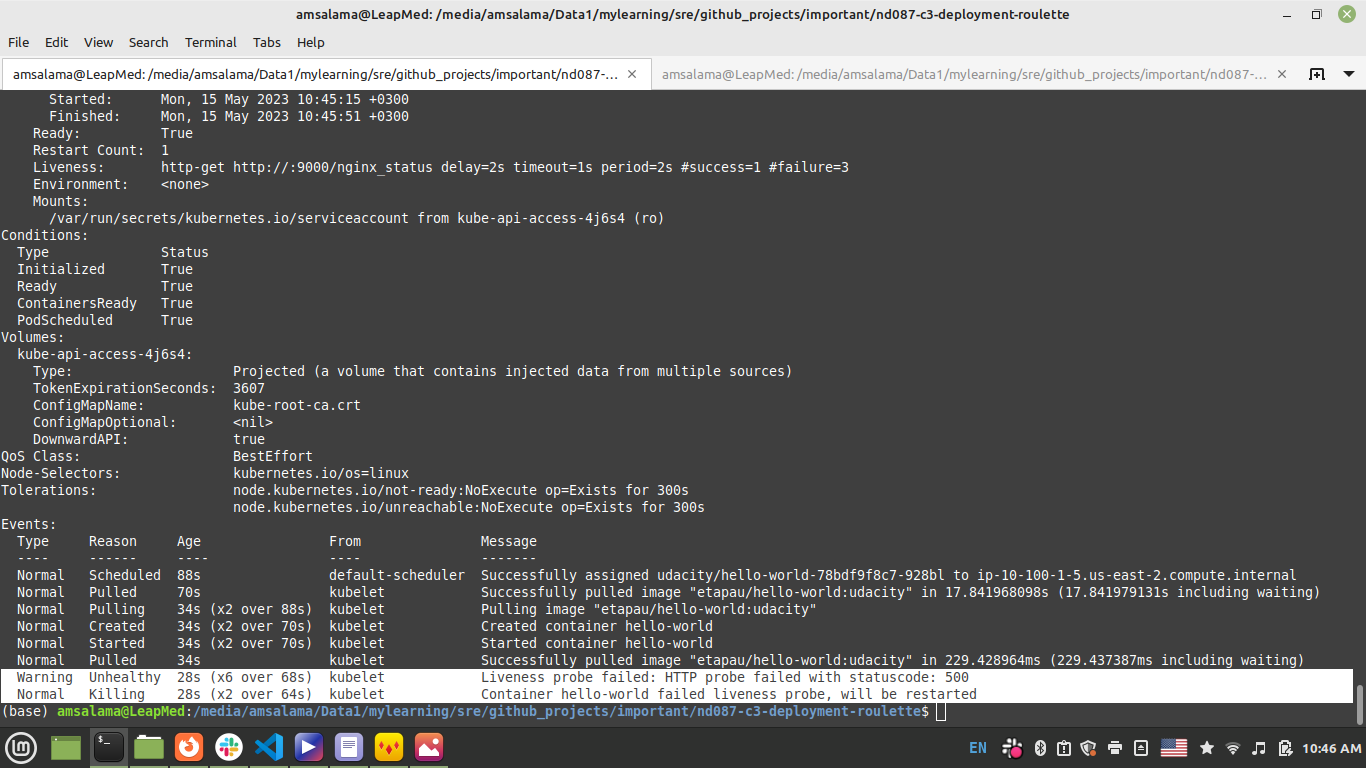 amsalama@LeapMed: /media/amsalama/Data1/mylearning/sre/github_projects/important/nd087-c3-deployment-roulette
File Edit View Search Terminal Tabs Help
amsalama@LeapMed: /media/amsalama/Data1/mylearning/sre/github_projects/important/nd087-... × amsalama@LeapMed: /media/amsalama/Data1/mylearning/sre/github_projects/important/nd087-... ×
Started: Mon, 15 May 2023 10:45:15 +0300
Finished: Mon, 15 May 2023 10:45:51 +0300
Ready: True
Restart Count: 1
Liveness: http-get http://:9000/nginx_status delay=2s timeout=1s period=2s #success=1 #failure=3
Environment: <none>
Mounts:
/var/run/secrets/kubernetes.io/serviceaccount from kube-api-access-4j6s4 (ro)
Conditions:
Type Status
Initialized True
Ready True
ContainersReady True
PodScheduled True
Volumes:
kube-api-access-4j6s4:
Type: Projected (a volume that contains injected data from multiple sources)
TokenExpirationSeconds: 3607
ConfigMapName: kube-root-ca.crt
ConfigMapOptional: <nil>
DownwardAPI: true
QoS Class: BestEffort
Node-Selectors: kubernetes.io/os=linux
Tolerations: node.kubernetes.io/not-ready:NoExecute op=Exists for 300s
node.kubernetes.io/unreachable:NoExecute op=Exists for 300s
Events:
Type Reason Age From Message
---- ------ ---- ---- -------
Normal Scheduled 88s default-scheduler Successfully assigned udacity/hello-world-78bdf9f8c7-928bl to ip-10-100-1-5.us-east-2.compute.internal
Normal Pulled 70s kubelet Successfully pulled image "etapau/hello-world:udacity" in 17.841968098s (17.841979131s including waiting)
Normal Pulling 34s (x2 over 88s) kubelet Pulling image "etapau/hello-world:udacity"
Normal Created 34s (x2 over 70s) kubelet Created container hello-world
Normal Started 34s (x2 over 70s) kubelet Started container hello-world
Normal Pulled 34s kubelet Successfully pulled image "etapau/hello-world:udacity" in 229.428964ms (229.437387ms including waiting)
Warning Unhealthy 28s (x6 over 68s) kubelet Liveness probe failed: HTTP probe failed with statuscode: 500
Normal Killing 28s (x2 over 64s) kubelet Container hello-world failed liveness probe, will be restarted
(base) amsalama@LeapMed:/media/amsalama/Data1/mylearning/sre/github_projects/important/nd087-c3-deployment-roulette$
EN 10:46 AM